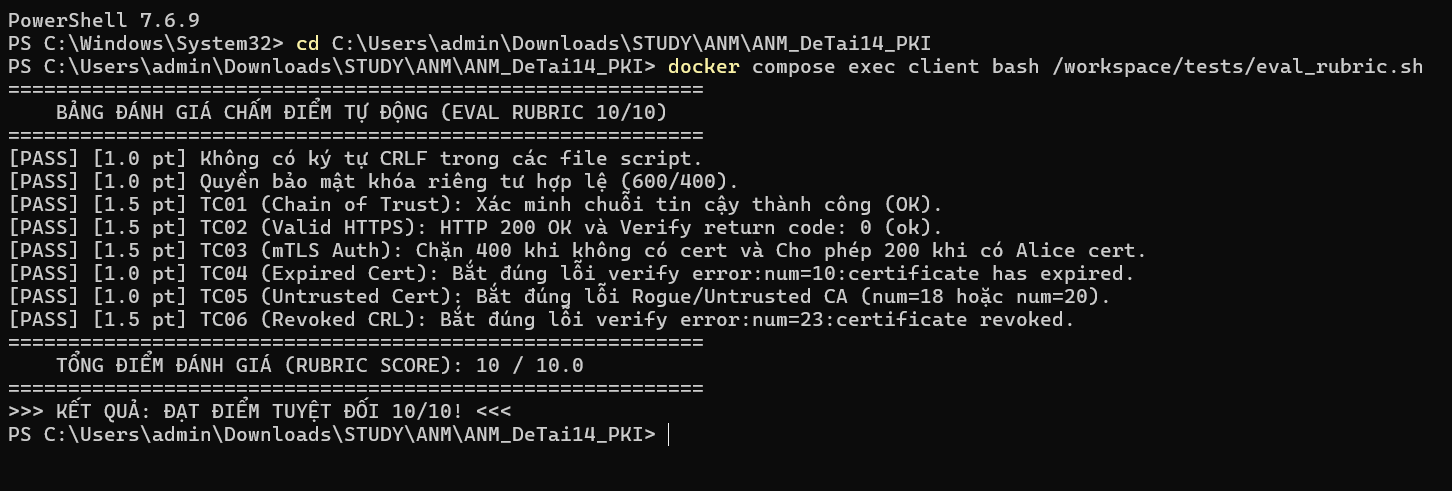 PowerShell 7.6.9
PS C:\Windows\System32> cd C:\Users\admin\Downloads\STUDY\ANM\ANM_DeTai14_PKI
PS C:\Users\admin\Downloads\STUDY\ANM\ANM_DeTai14_PKI> docker compose exec client bash /workspace/tests/eval_rubric.sh
==========================================================
    BẢNG ĐÁNH GIÁ CHẤM ĐIỂM TỰ ĐỘNG (EVAL RUBRIC 10/10)
==========================================================
[PASS] [1.0 pt] Không có ký tự CRLF trong các file script.
[PASS] [1.0 pt] Quyền bảo mật khóa riêng tư hợp lệ (600/400).
[PASS] [1.5 pt] TC01 (Chain of Trust): Xác minh chuỗi tin cậy thành công (OK).
[PASS] [1.5 pt] TC02 (Valid HTTPS): HTTP 200 OK và Verify return code: 0 (ok).
[PASS] [1.5 pt] TC03 (mTLS Auth): Chặn 400 khi không có cert và Cho phép 200 khi có Alice cert.
[PASS] [1.0 pt] TC04 (Expired Cert): Bắt đúng lỗi verify error:num=10:certificate has expired.
[PASS] [1.0 pt] TC05 (Untrusted Cert): Bắt đúng lỗi Rogue/Untrusted CA (num=18 hoặc num=20).
[PASS] [1.5 pt] TC06 (Revoked CRL): Bắt đúng lỗi verify error:num=23:certificate revoked.
==========================================================
    TỔNG ĐIỂM ĐÁNH GIÁ (RUBRIC SCORE): 10 / 10.0
==========================================================
>>> KẾT QUẢ: ĐẠT ĐIỂM TUYỆT ĐỐI 10/10! <<<
PS C:\Users\admin\Downloads\STUDY\ANM\ANM_DeTai14_PKI>